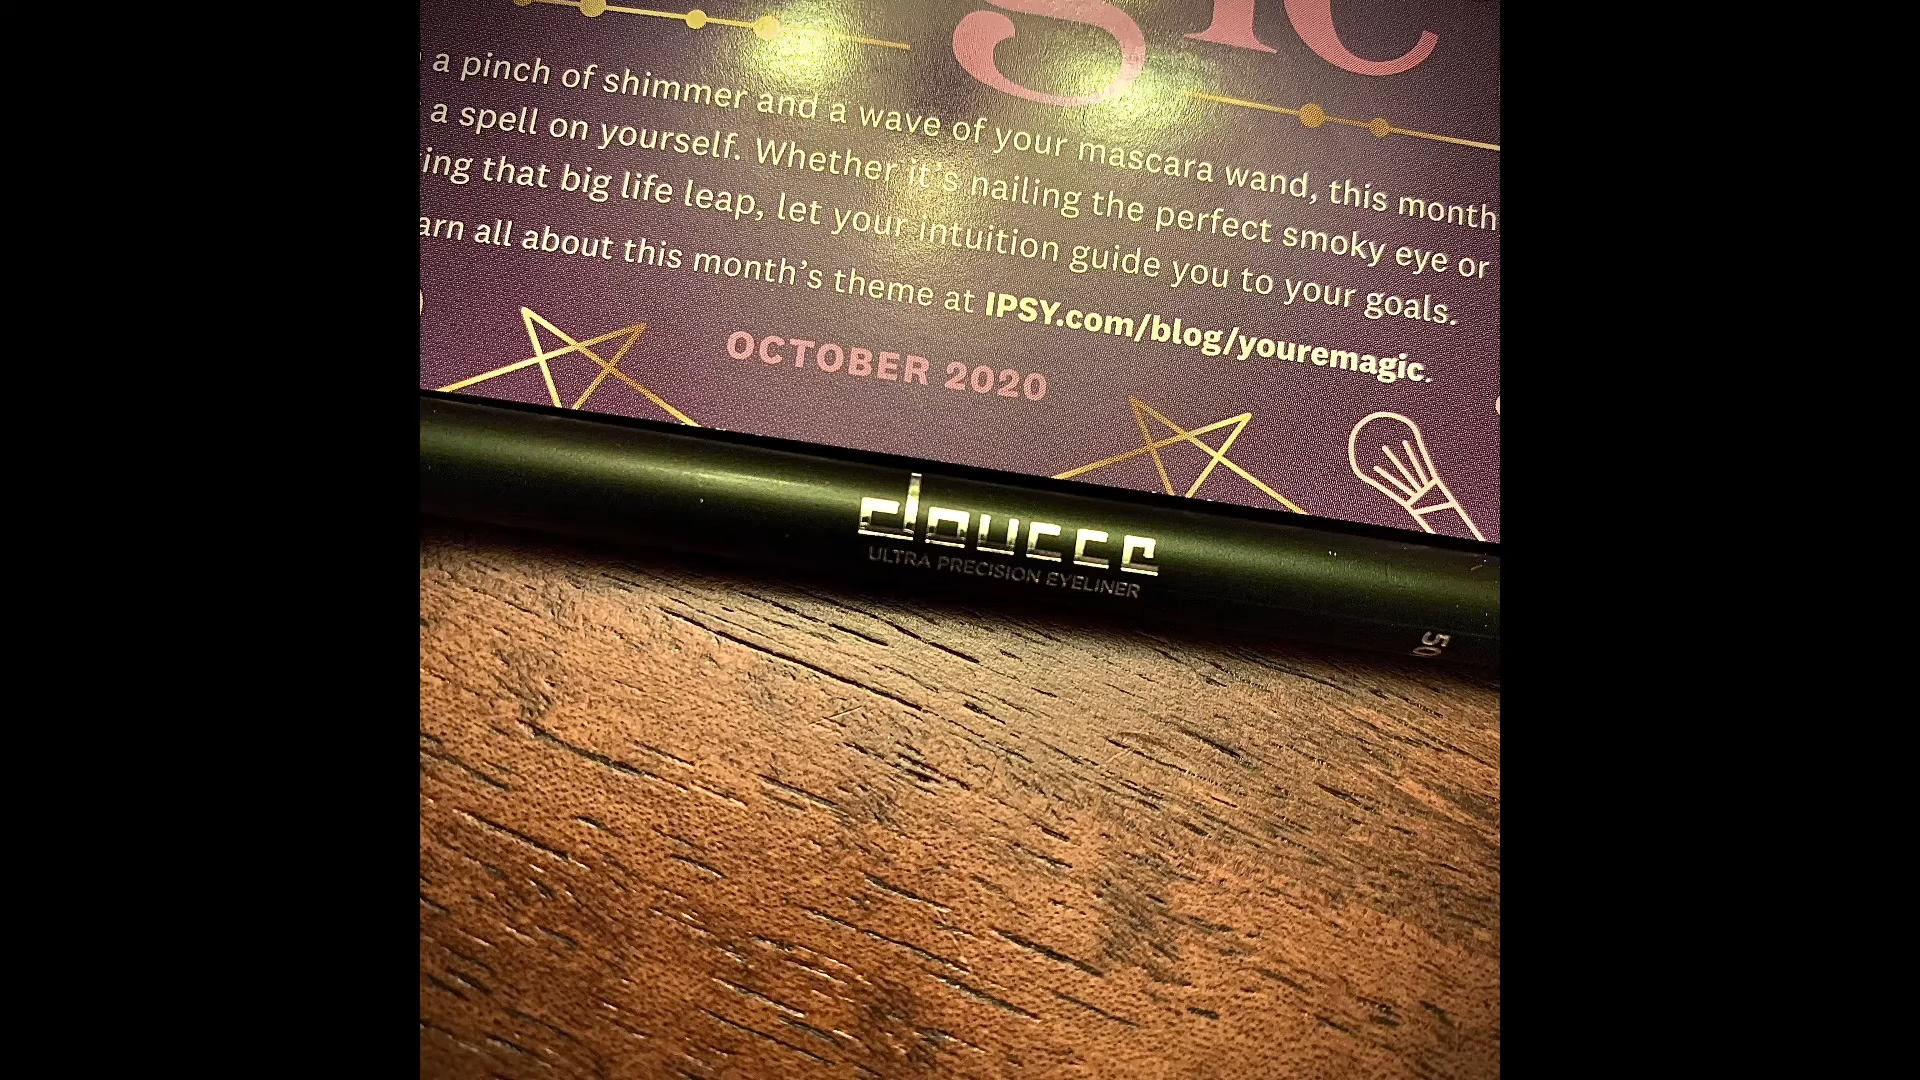 gic
a pinch of shimmer and a wave of your mascara wand, this month
a spell on yourself. Whether it's nailing the perfect smoky eye or
ing that big life leap, let your intuition guide you to your goals.
arn all about this month's theme at IPSY.com/blog/youremagic.
OCTOBER 2020
doucce
ULTRA PRECISION EYELINER
50